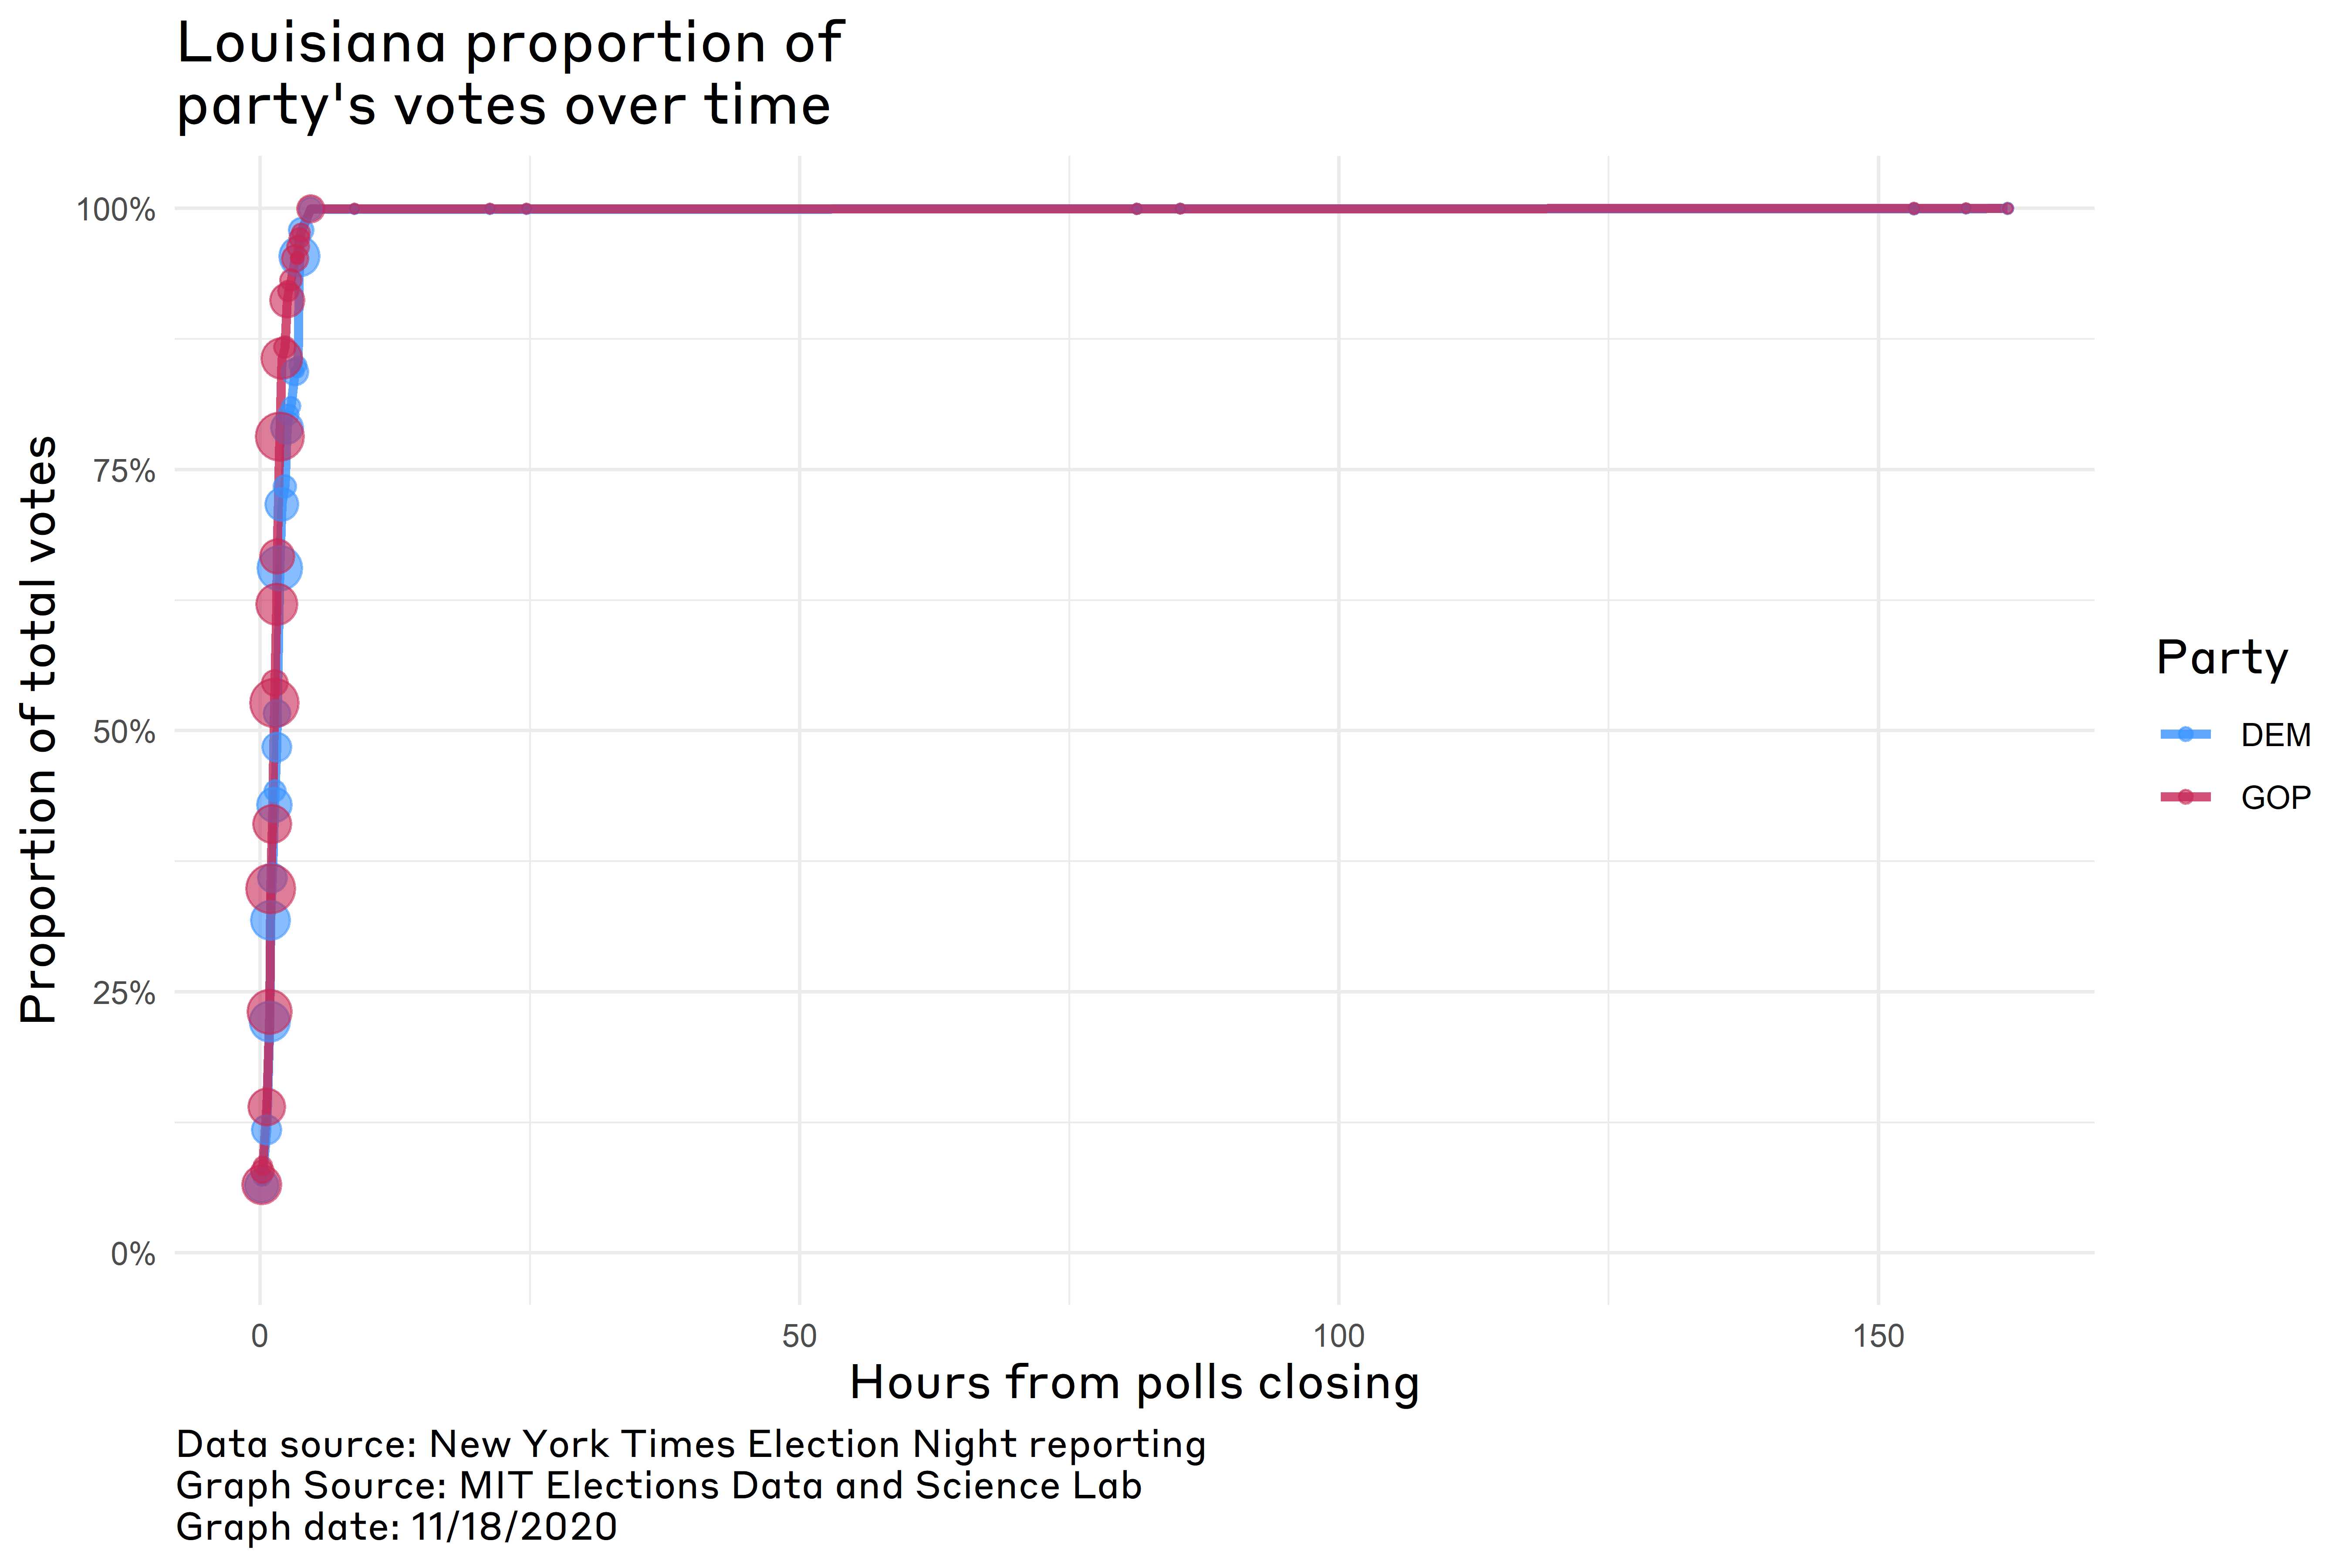 Louisiana proportion of
party's votes over time
Proportion of total votes
100%
75%
50%
25%
0%
0
50
100
150
Hours from polls closing
Party
DEM
GOP
Data source: New York Times Election Night reporting
Graph Source: MIT Elections Data and Science Lab
Graph date: 11/18/2020